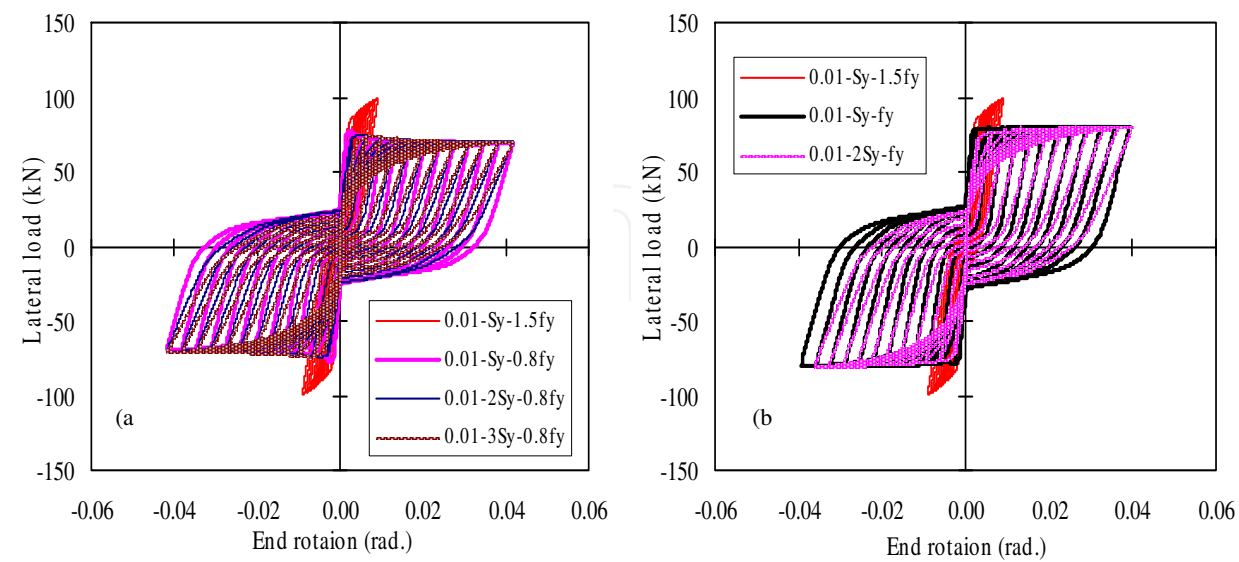 150
100
50
0
-50
-100
-150
-0.06 -0.04 -0.02 0.00 0.02 0.04 0.06
Lateral load (kN)
End rotaion (rad.)
0.01-Sy-1.5fy
0.01-Sy-0.8fy
0.01-2Sy-0.8fy
0.01-3Sy-0.8fy
(a
150
100
50
0
-50
-100
-150
-0.06 -0.04 -0.02 0.00 0.02 0.04 0.06
Lateral load (kN)
End rotaion (rad.)
0.01-Sy-1.5fy
0.01-Sy-fy
0.01-2Sy-fy
(b